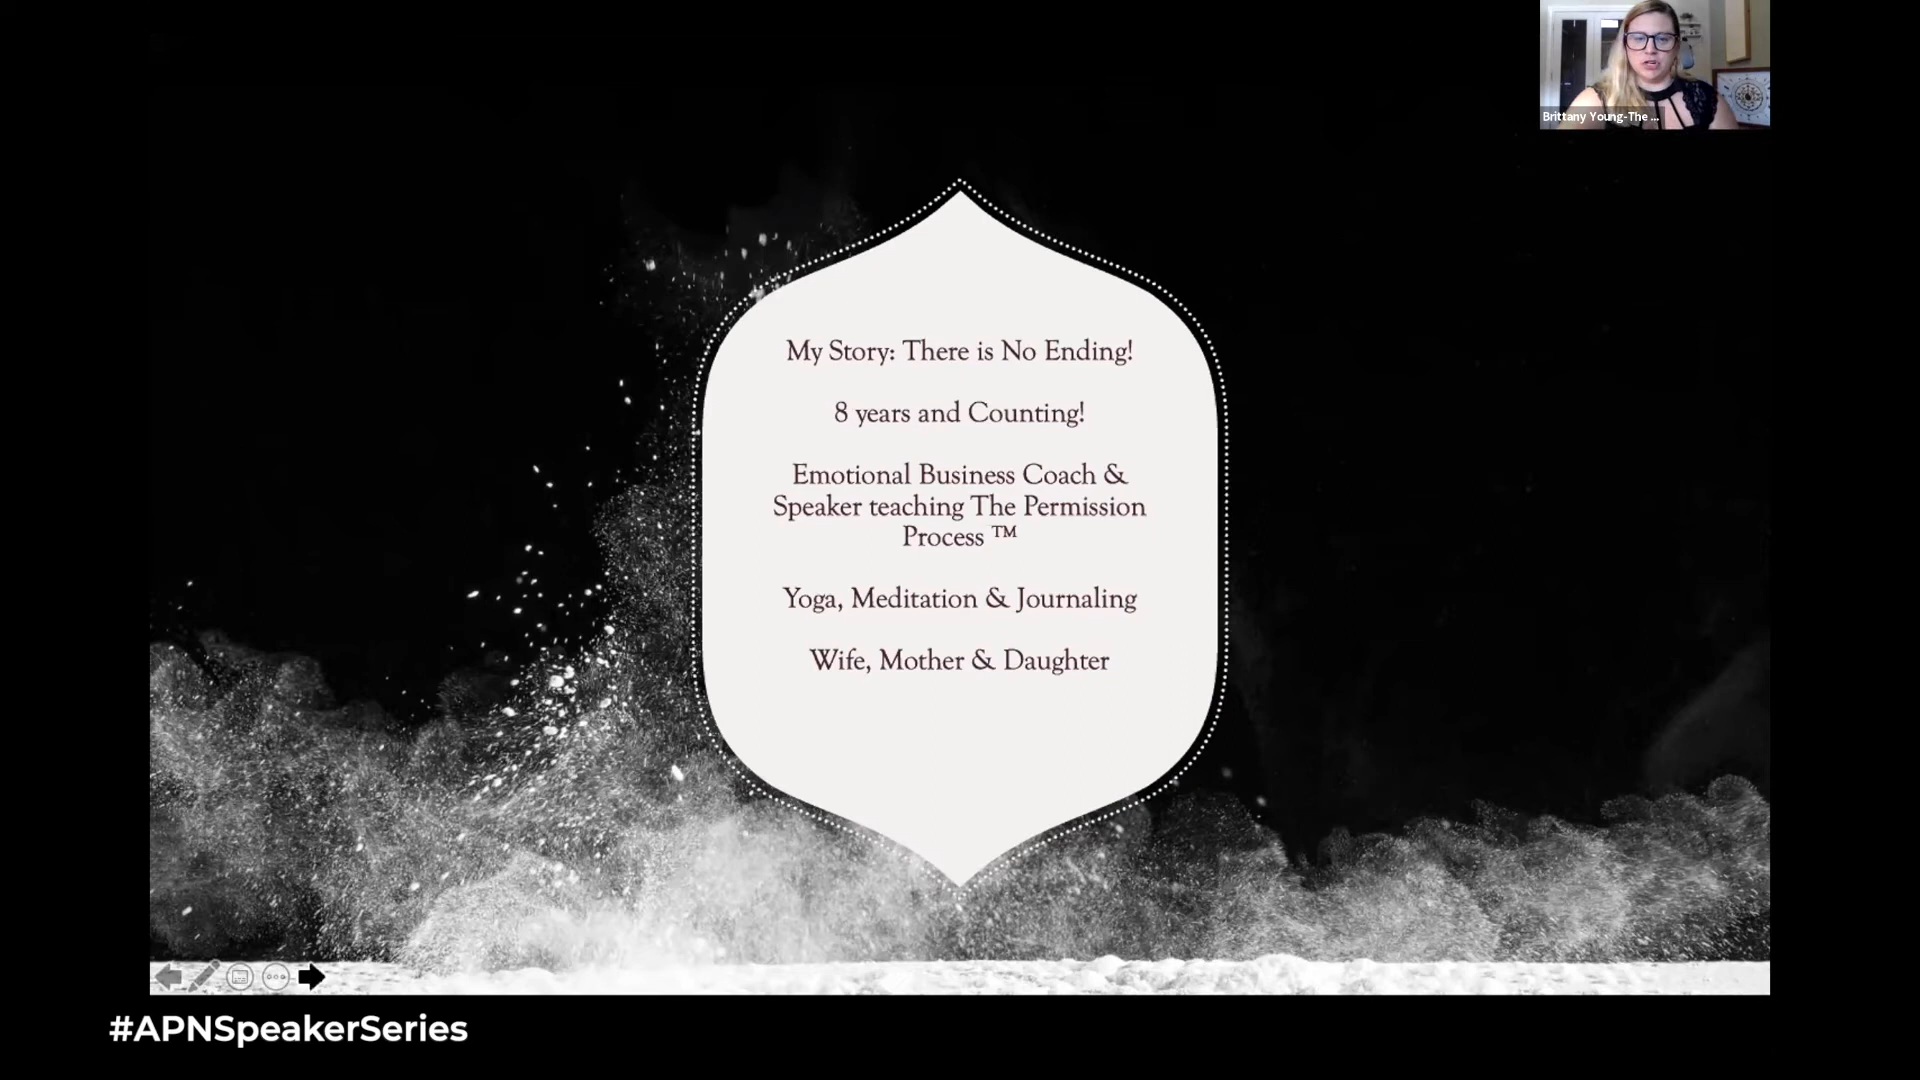 Brittany Young-The ...
My Story: There is No Ending!
8 years and Counting!
Emotional Business Coach &
Speaker teaching The Permission
Process ™
Yoga, Meditation & Journaling
Wife, Mother & Daughter
#APNSpeakerSeries